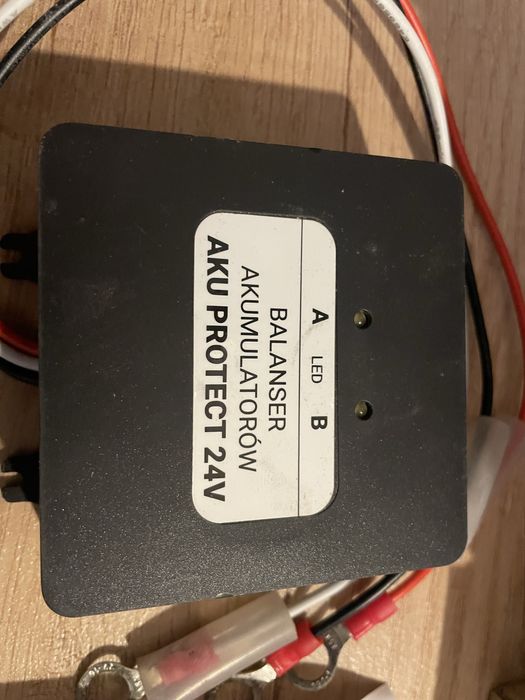 A LED B
BALANSER
AKUMULATORÓW
AKU PROTECT 24V